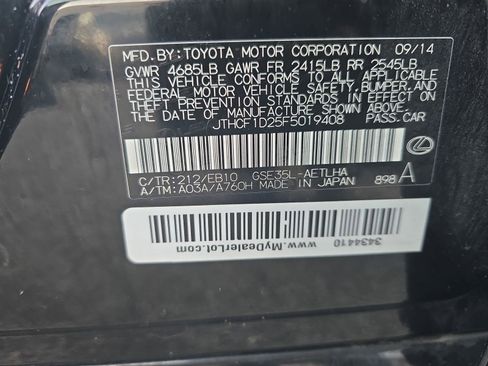 MFD.BY:TOYOTA MOTOR CORPORATION 09/14
GVWR 4685LB GAWR FR 2415LB RR 2545LB
THIS VEHICLE CONFORMS TO ALL APPLICABLE
FEDERAL MOTOR VEHICLE SAFETY, BUMPER, AND
THEFT PREVENTION STANDARDS IN EFFECT ON
THE DATE OF MANUFACTURE SHOWN ABOVE.
JTHCF1D25F5019408 PASS.CAR
C/TR:212/EB10 GSE35L-AETLHA
A/TM:A03A/A760H MADE IN JAPAN 898 A
www.MyDealerLot.com 3434410